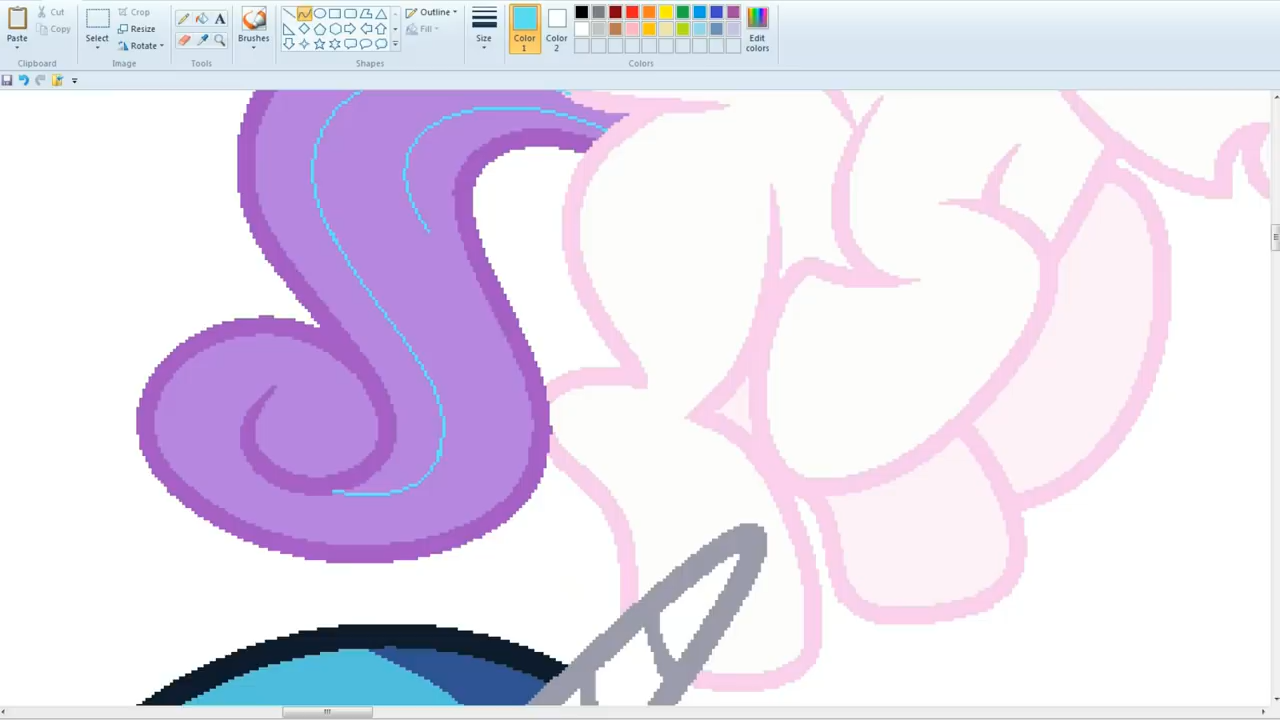 Cut
Copy
Paste
Clipboard
Select
Crop
Resize
Rotate
Image
A
Tools
Brushes
Outline
Fill
Shapes
Size
Color
1
Color
2
Edit
colors
Colors